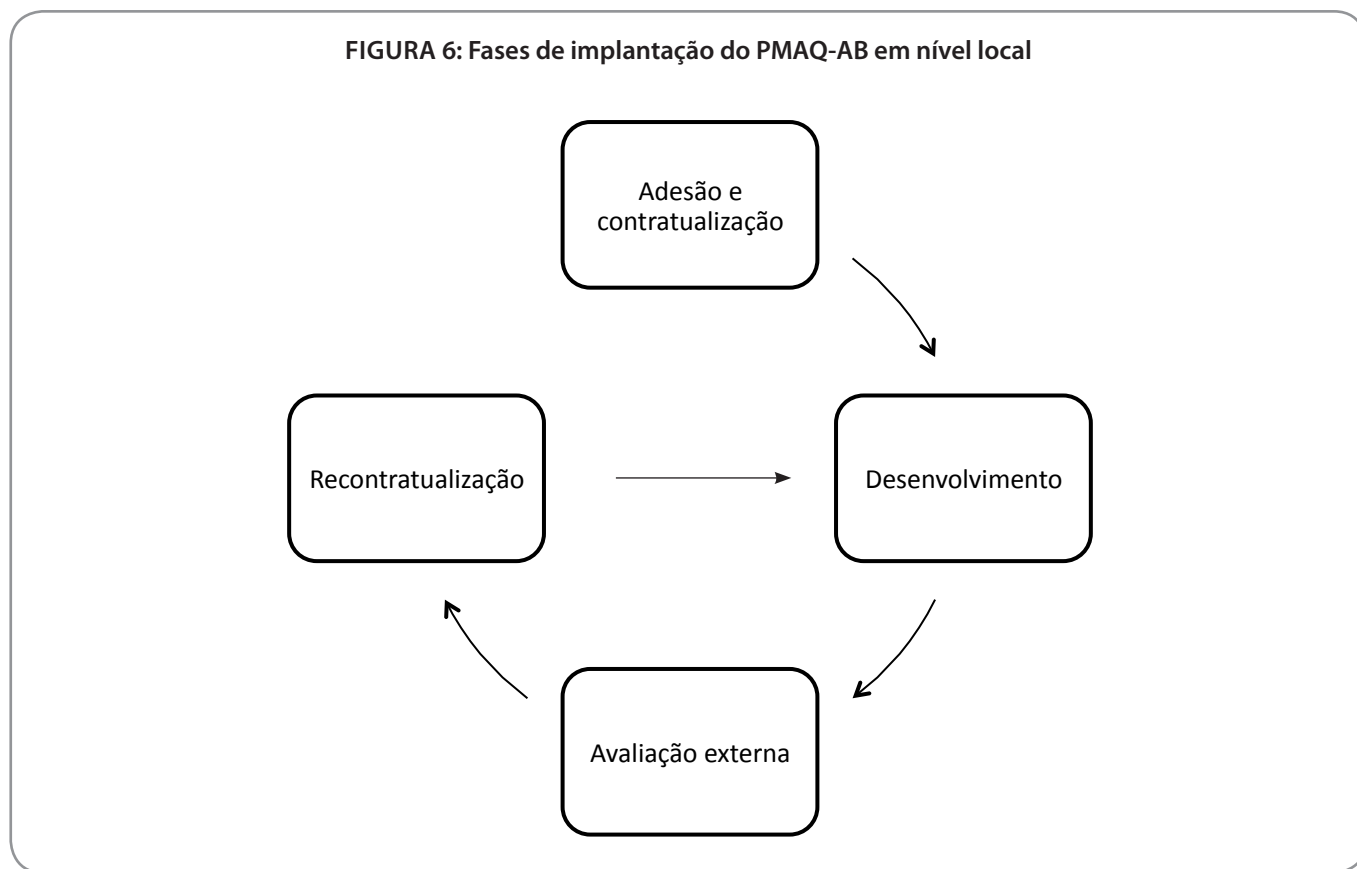 FIGURA 6: Fases de implantação do PMAQ-AB em nível local
Adesão e
contratualização
Recontratualização
Desenvolvimento
Avaliação externa